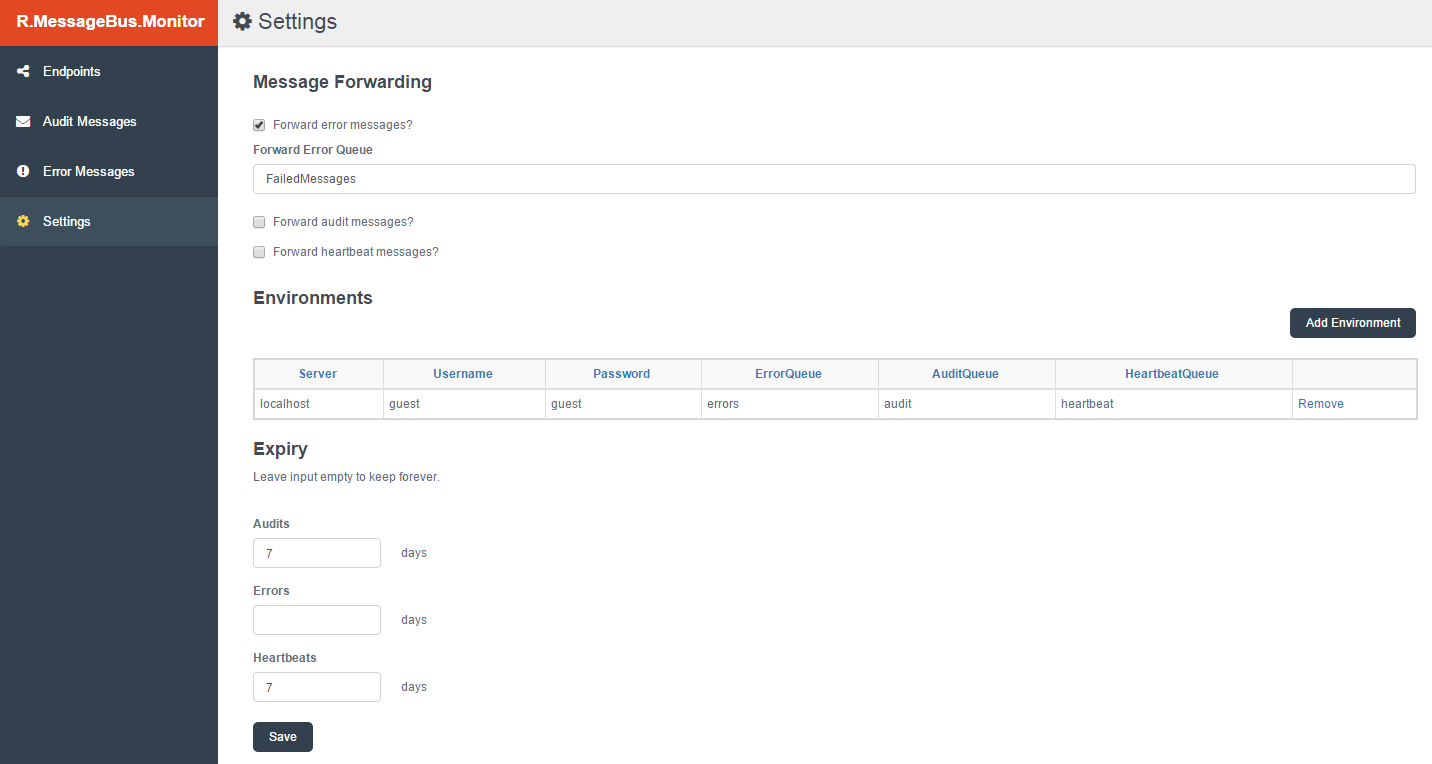 R.MessageBus.Monitor
Settings
Endpoints
Audit Messages
Error Messages
Settings
Message Forwarding
Forward error messages?
Forward Error Queue
FailedMessages
Forward audit messages?
Forward heartbeat messages?
Environments
Add Environment
Server Username Password ErrorQueue AuditQueue HeartbeatQueue
localhost guest guest errors audit heartbeat Remove
Expiry
Leave input empty to keep forever.
Audits
7 days
Errors
days
Heartbeats
7 days
Save